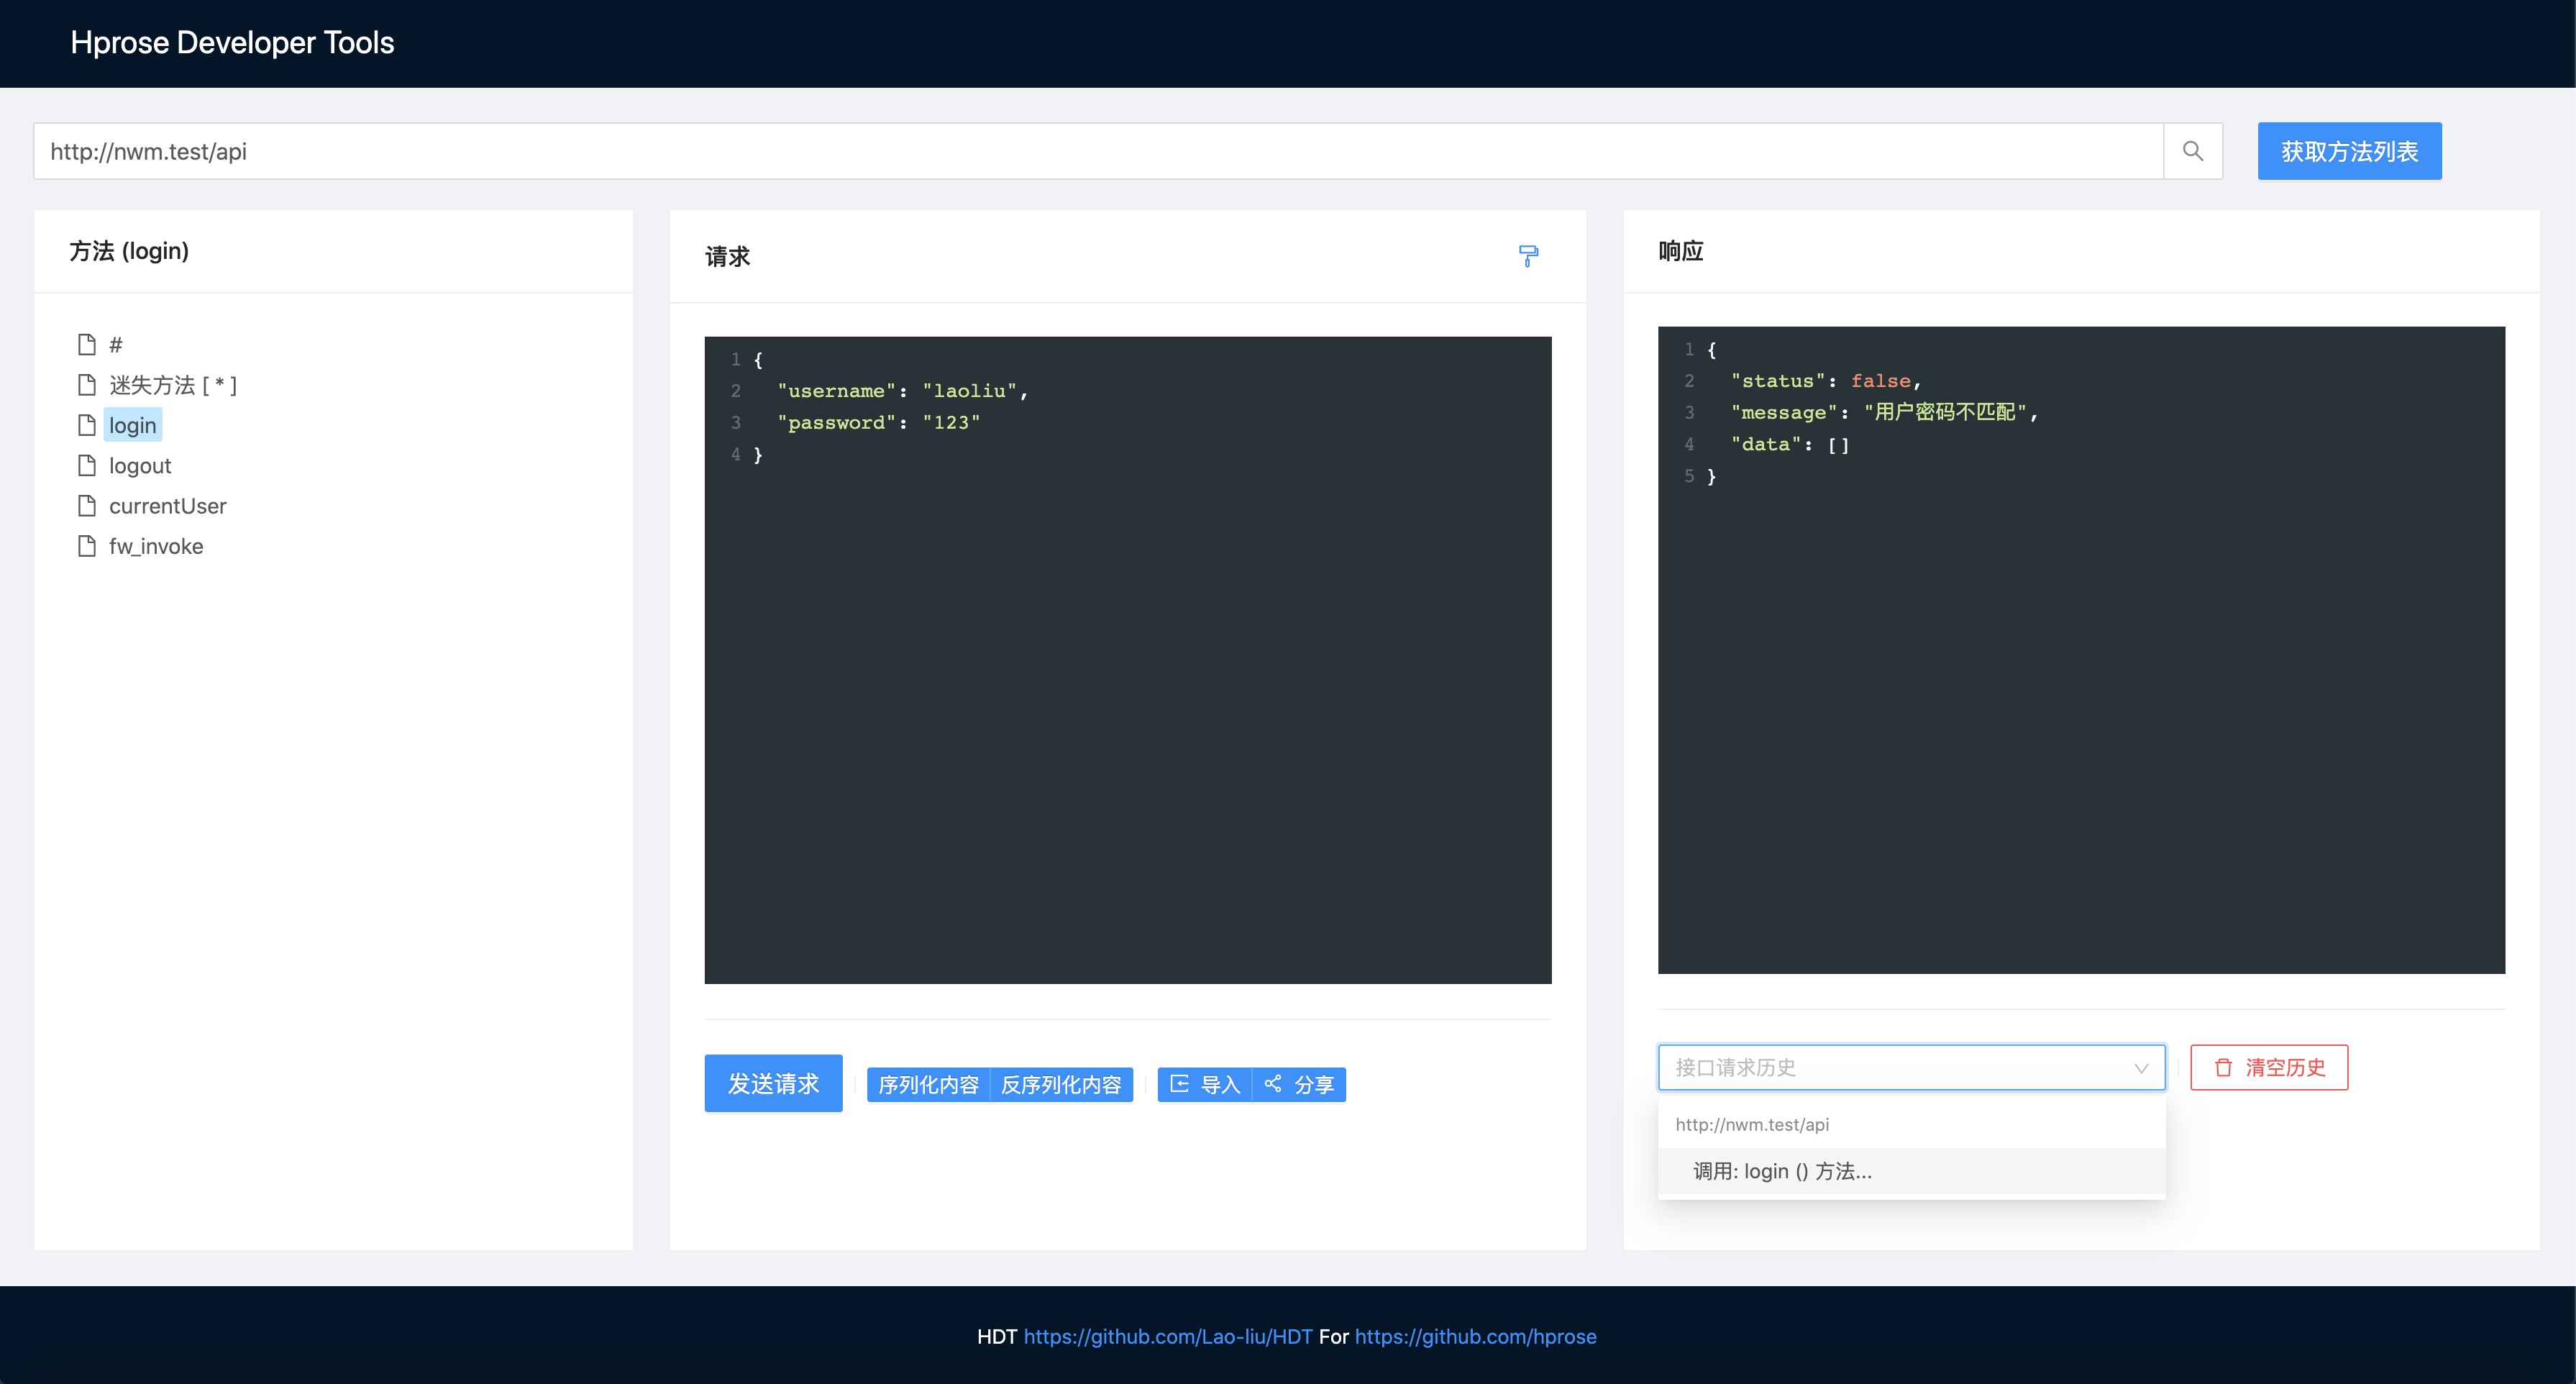 Hprose Developer Tools
http://nwm.test/api
获取方法列表
方法 (login)
#
迷失方法 [ * ]
login
logout
currentUser
fw_invoke
请求
1 {
2 "username": "laoliu",
3 "password": "123"
4 }
发送请求
序列化内容 反序列化内容
导入 分享
响应
1 {
2 "status": false,
3 "message": "用户密码不匹配",
4 "data": []
5 }
接口请求历史
清空历史
http://nwm.test/api
调用: login () 方法...
HDT https://github.com/Lao-liu/HDT For https://github.com/hprose